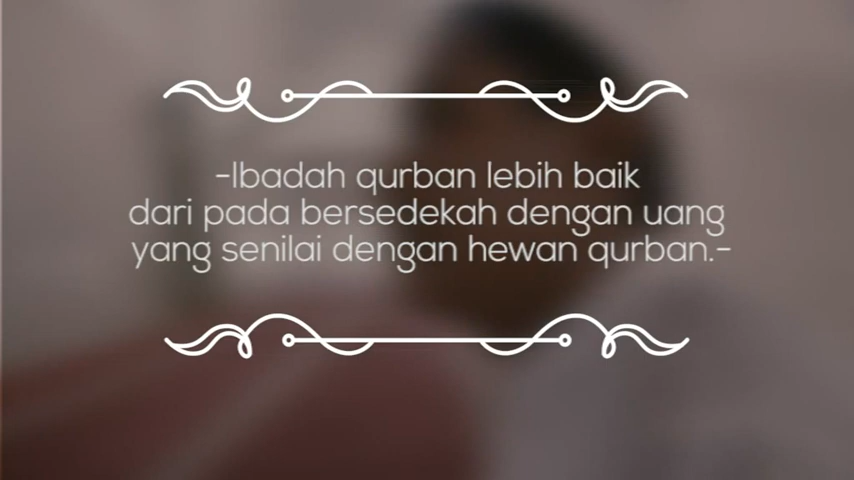 -Ibadah qurban lebih baik
dari pada bersedekah dengan uang
yang senilai dengan hewan qurban.-